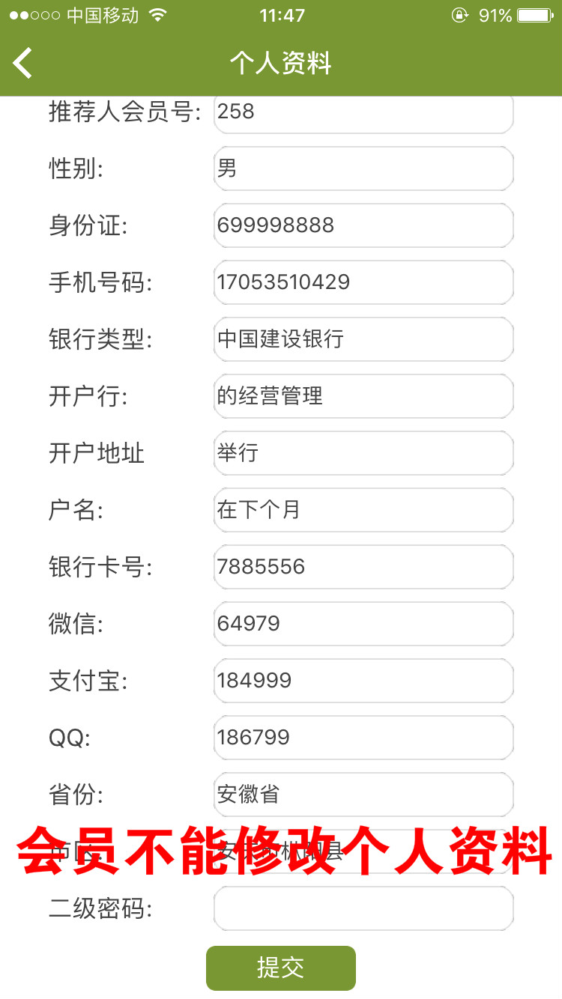 中国移动 11:47 91%
个人资料
推荐人会员号: 258
性别: 男
身份证: 699998888
手机号码: 17053510429
银行类型: 中国建设银行
开户行: 的经营管理
开户地址 举行
户名: 在下个月
银行卡号: 7885556
微信: 64979
支付宝: 184999
QQ: 186799
省份: 安徽省
会员不能修改个人资料
二级密码:
提交